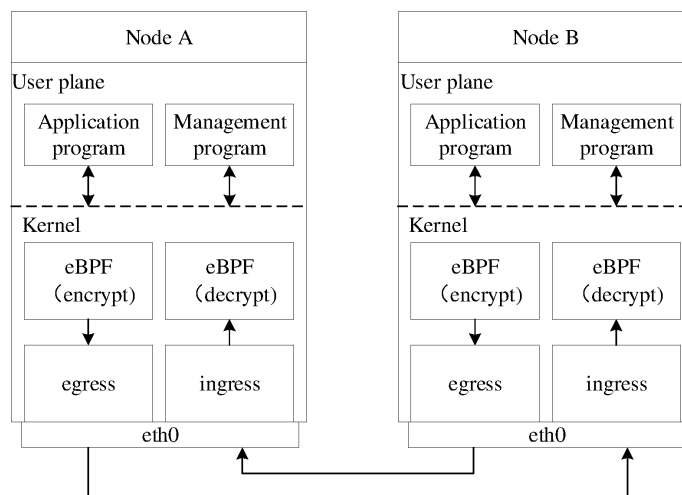 Node A
User plane
Application
program
Management
program
Kernel
eBPF
（encrypt)
eBPF
（decrypt)
egress
ingress
eth0
Node B
User plane
Application
program
Management
program
Kernel
eBPF
（encrypt)
eBPF
（decrypt)
egress
ingress
eth0